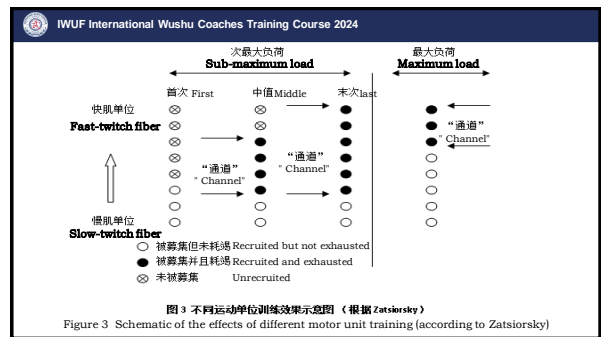 IWUF International Wushu Coaches Training Course 2024
次最大负荷
Sub-maximum load
最大负荷
Maximum load
首次 First
中值Middle
末次last
快肌单位
Fast-twitch fiber
“通道”
" Channel"
“通道”
" Channel"
“通道”
" Channel"
慢肌单位
Slow-twitch fiber
被募集但未耗竭 Recruited but not exhausted
被募集并且耗竭 Recruited and exhausted
未被募集 Unrecruited
图 3 不同运动单位训练效果示意图 （ 根据 Zatsiorsky ）
Figure 3 Schematic of the effects of different motor unit training (according to Zatsiorsky)